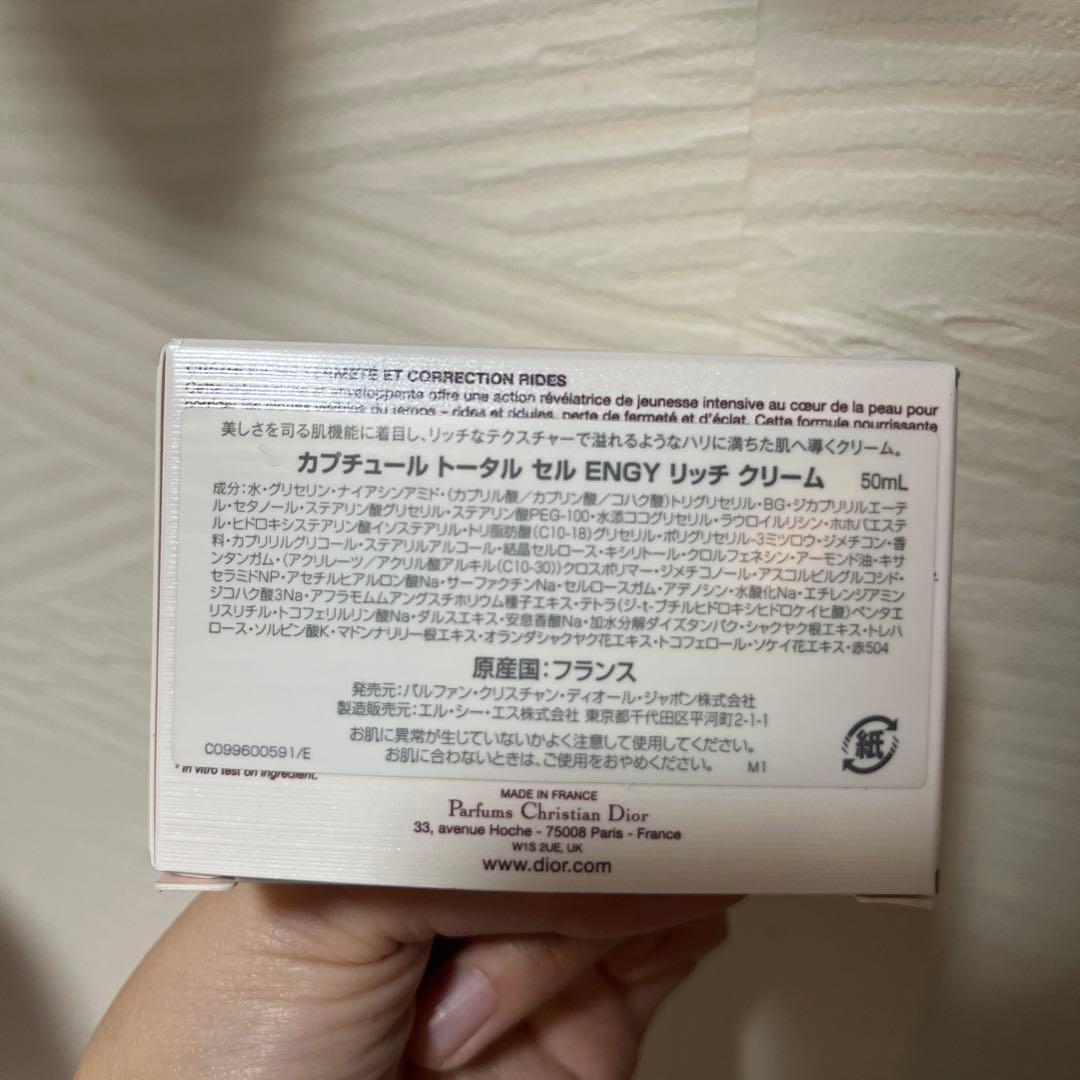 FERMETÉ ET CORRECTION RIDES
Cette enveloppante offre une action révélatrice de jeunesse intensive au cœur de la peau pour
du temps – rides et ridules, perte de fermeté et d'éclat. Cette formule nourrissante
美しさを司る肌機能に着目し、リッチなテクスチャーで溢れるようなハリに満ちた肌へ導くクリーム。
カプチュール トータル セル ENGY リッチ クリーム 50mL
成分:水・グリセリン・ナイアシンアミド・(カプリル酸/カプリン酸/コハク酸)トリグリセリル・BG・ジカプリリルエーテ
ル・セタノール・ステアリン酸グリセリル・ステアリン酸PEG-100・水添ココグリセリル・ラウロイルリシン・ホホバエステ
ル・ヒドロキシステアリン酸イソステアリル・トリ脂肪酸(C10-18)グリセリル・ポリグリセリル-3ミツロウ・ジメチコン・香
料・カプリリルグリコール・ステアリルアルコール・結晶セルロース・キシリトール・クロルフェネシン・アーモンド油・キサ
ンタンガム・(アクリレーツ/アクリル酸アルキル(C10-30))クロスポリマー・ジメチコノール・アスコルビルグルコシド・
セラミドNP・アセチルヒアルロン酸Na・サーファクチンNa・セルロースガム・アデノシン・水酸化Na・エチレンジアミン
ジコハク酸3Na・アフラモムムアングスチホリウム種子エキス・テトラ(ジ-t-ブチルヒドロキシヒドロケイヒ酸)ペンタエ
リスリチル・トコフェリルリン酸Na・ダルスエキス・安息香酸Na・加水分解ダイズタンパク・シャクヤク根エキス・トレハ
ロース・ソルビン酸K・マドンナリリー根エキス・オランダシャクヤク花エキス・トコフェロール・ソケイ花エキス・赤504
原産国:フランス
発売元:パルファン・クリスチャン・ディオール・ジャポン株式会社
製造販売元:エル・シー・エス株式会社 東京都千代田区平河町2-1-1
お肌に異常が生じていないかよく注意して使用してください。
お肌に合わないときは、ご使用をおやめください。 M1
C099600591/E
紙
* In vitro test on ingredient.
MADE IN FRANCE
Parfums Christian Dior
33, avenue Hoche - 75008 Paris - France
W1S 2UE, UK
www.dior.com